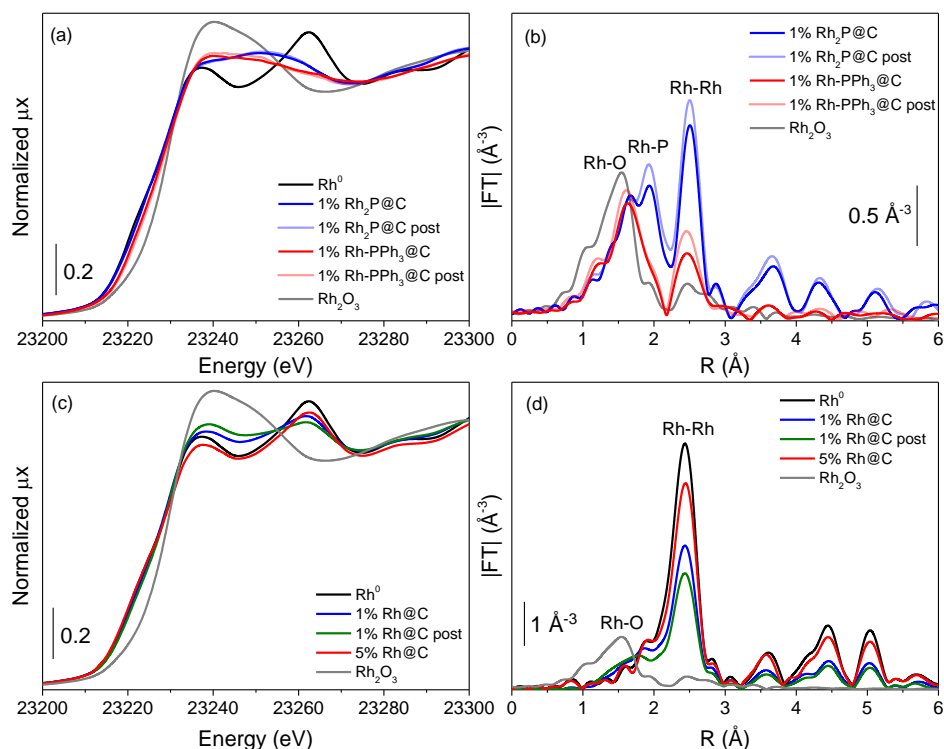 (a)
Normalized μx
0.2
Rh⁰
1% Rh₂P@C
1% Rh₂P@C post
1% Rh-PPh₃@C
1% Rh-PPh₃@C post
Rh₂O₃
23200 23220 23240 23260 23280 23300
Energy (eV)
(b)
|FT| (Å⁻³)
1% Rh₂P@C
1% Rh₂P@C post
1% Rh-PPh₃@C
1% Rh-PPh₃@C post
Rh₂O₃
Rh-Rh
Rh-P
Rh-O
0.5 Å⁻³
0 1 2 3 4 5 6
R (Å)
(c)
Normalized μx
0.2
Rh⁰
1% Rh@C
1% Rh@C post
5% Rh@C
Rh₂O₃
23200 23220 23240 23260 23280 23300
Energy (eV)
(d)
|FT| (Å⁻³)
Rh⁰
1% Rh@C
1% Rh@C post
5% Rh@C
Rh₂O₃
Rh-Rh
Rh-O
1 Å⁻³
0 1 2 3 4 5 6
R (Å)